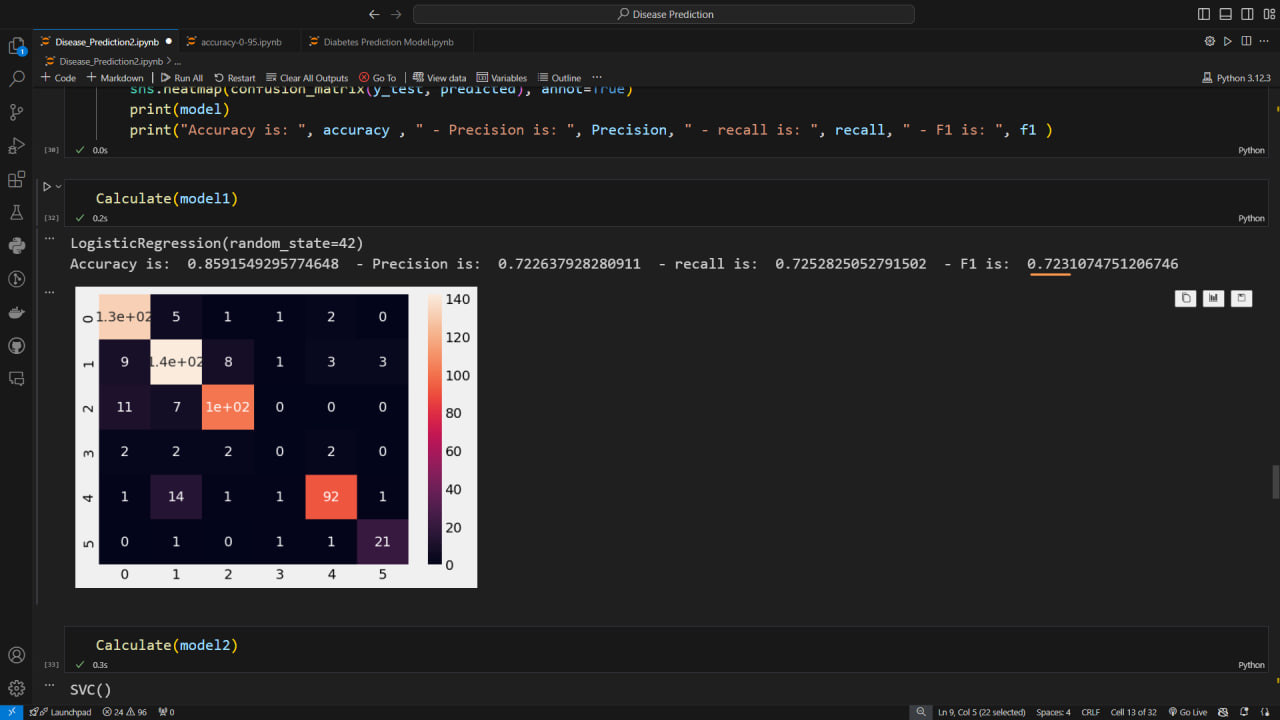 Disease Prediction
Disease_Prediction2.ipynb accuracy-0-95.ipynb Diabetes Prediction Model.ipynb
Disease_Prediction2.ipynb > ...
Code Markdown Run All Restart Clear All Outputs Go To View data Variables Outline ... Python 3.12.3
sns.heatmap(confusion_matrix(y_test, predicted), annot=True)
print(model)
print("Accuracy is: ", accuracy , " - Precision is: ", Precision, " - recall is: ", recall, " - F1 is: ", f1 )
[30] 0.0s Python
Calculate(model1)
[32] 0.2s Python
LogisticRegression(random_state=42)
Accuracy is:  0.8591549295774648  - Precision is:  0.722637928280911  - recall is:  0.7252825052791502  - F1 is:  0.7231074751206746
0 1.3e+02 5 1 1 2 0
1 9 1.4e+02 8 1 3 3
2 11 7 1e+02 0 0 0
3 2 2 2 0 2 0
4 1 14 1 1 92 1
5 0 1 0 1 1 21
0 1 2 3 4 5
140
120
100
80
60
40
20
0
Calculate(model2)
[33] 0.3s Python
SVC()
Launchpad 24 96 0 Ln 9, Col 5 (22 selected) Spaces: 4 CRLF Cell 13 of 32 Go Live